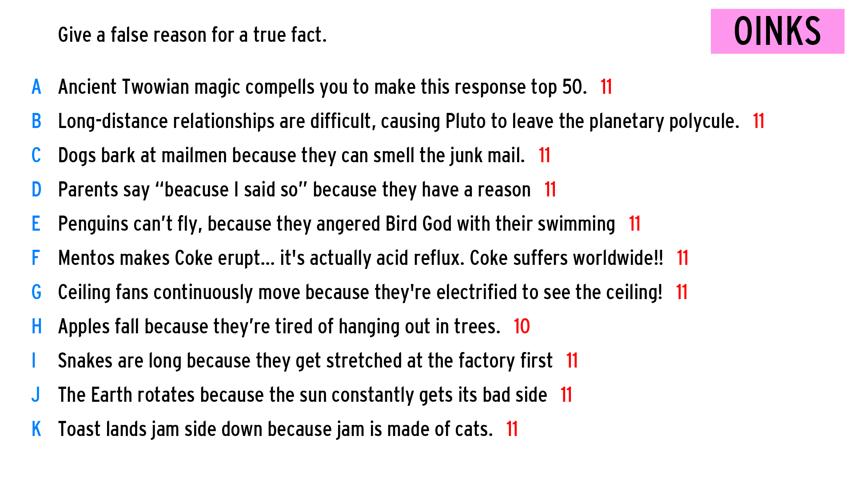 Give a false reason for a true fact.
OINKS
A Ancient Twowian magic compells you to make this response top 50. 11
B Long-distance relationships are difficult, causing Pluto to leave the planetary polycule. 11
C Dogs bark at mailmen because they can smell the junk mail. 11
D Parents say “beacuse I said so” because they have a reason 11
E Penguins can’t fly, because they angered Bird God with their swimming 11
F Mentos makes Coke erupt... it's actually acid reflux. Coke suffers worldwide!! 11
G Ceiling fans continuously move because they're electrified to see the ceiling! 11
H Apples fall because they’re tired of hanging out in trees. 10
I Snakes are long because they get stretched at the factory first 11
J The Earth rotates because the sun constantly gets its bad side 11
K Toast lands jam side down because jam is made of cats. 11